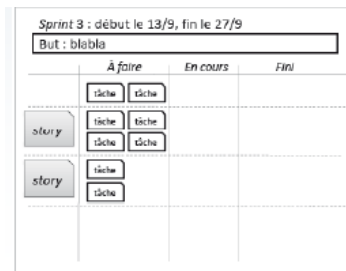 Sprint 3 : début le 13/9, fin le 27/9
But : blabla
À faire En cours Fini
tâche tâche
story tâche tâche
tâche tâche
story tâche
tâche